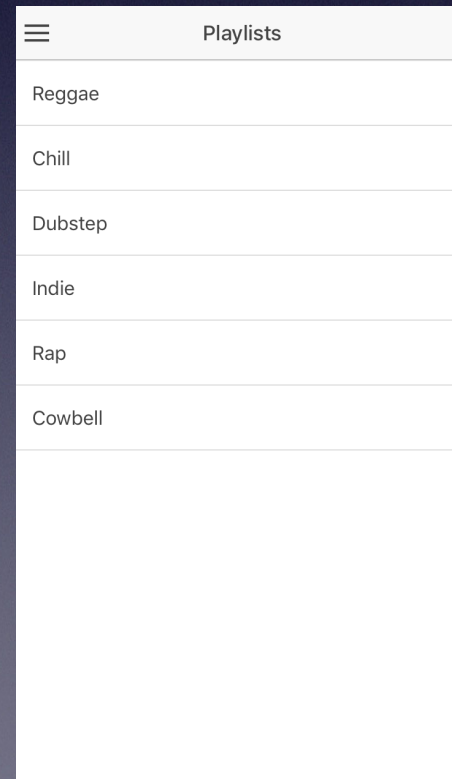 Playlists
Reggae
Chill
Dubstep
Indie
Rap
Cowbell